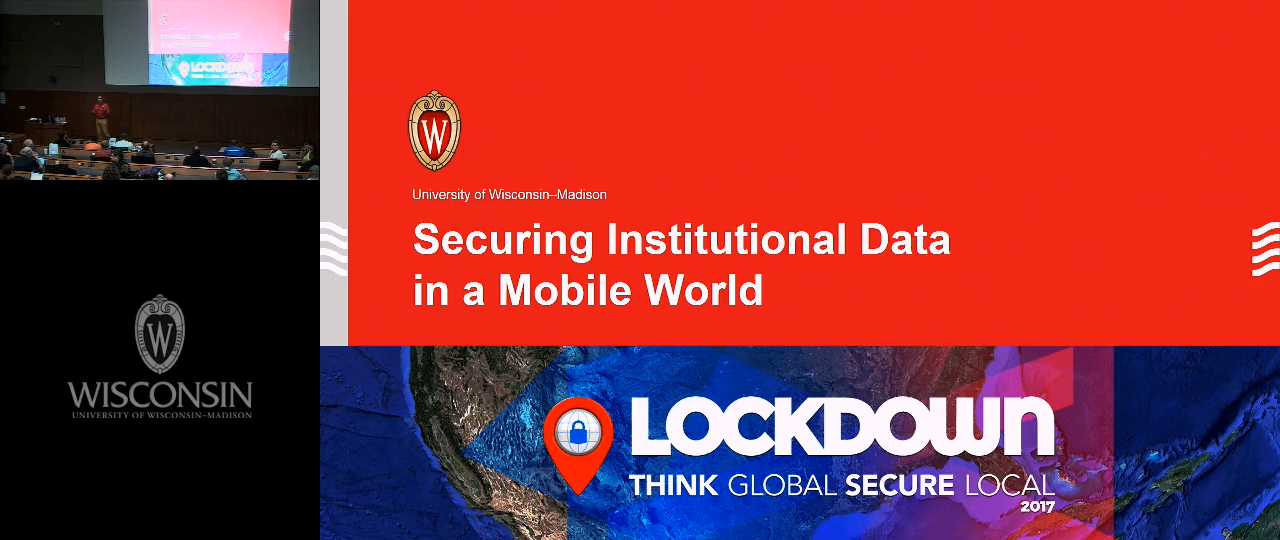 LOCKDOWN
W
WISCONSIN
UNIVERSITY OF WISCONSIN–MADISON
W
University of Wisconsin–Madison
Securing Institutional Data
in a Mobile World
LOCKDOWN
THINK GLOBAL SECURE LOCAL
2017